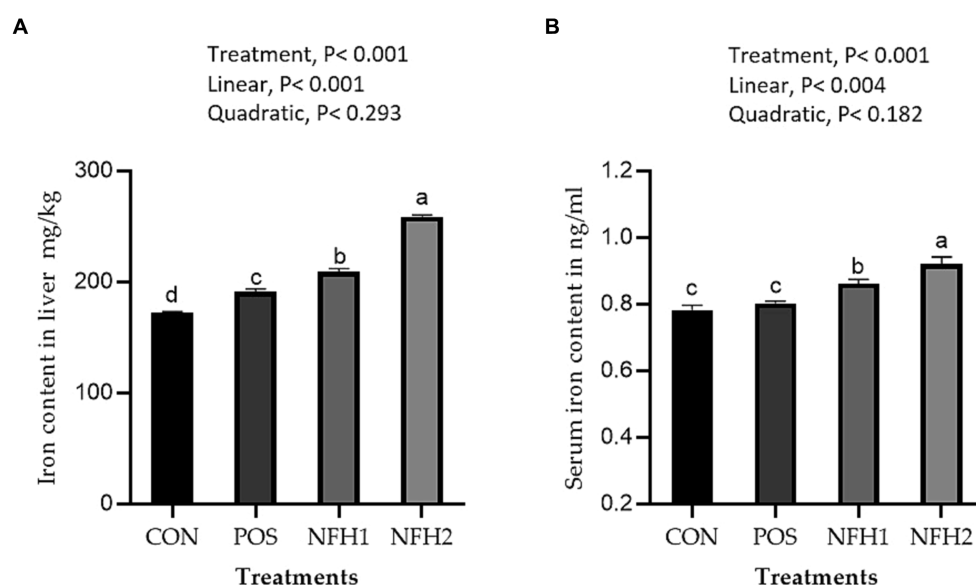 A
Treatment, P< 0.001
Linear, P< 0.001
Quadratic, P< 0.293
Iron content in liver mg/kg
300
200
100
0
d
c
b
a
CON POS NFH1 NFH2
Treatments
B
Treatment, P< 0.001
Linear, P< 0.004
Quadratic, P< 0.182
Serum iron content in ng/ml
1.2
1.0
0.8
0.6
0.4
0.2
c
c
b
a
CON POS NFH1 NFH2
Treatments